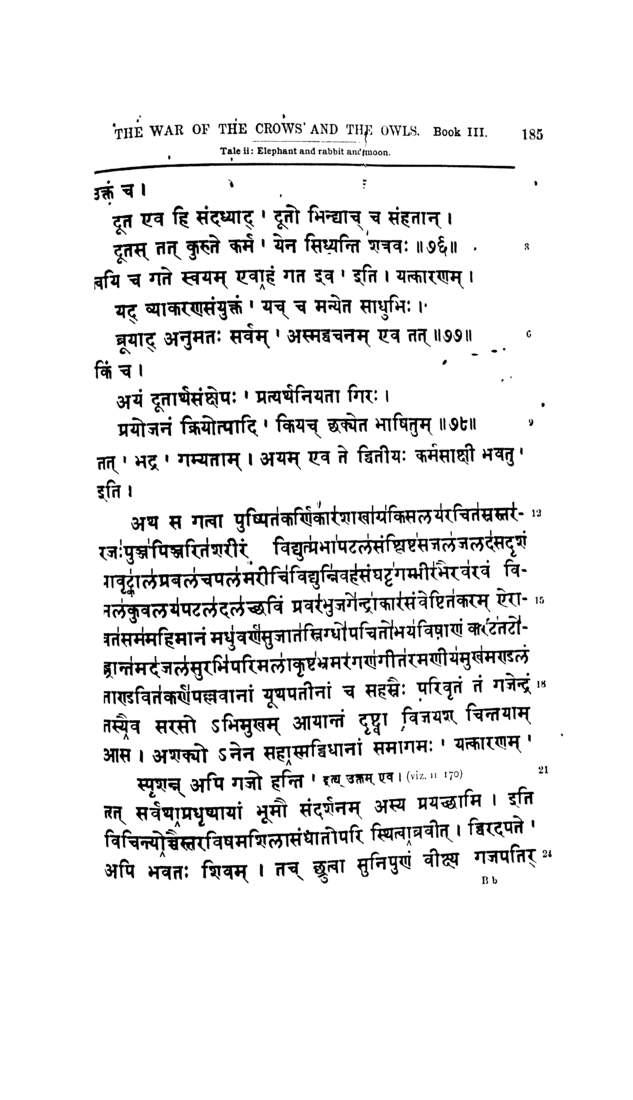 THE WAR OF THE CROWS AND THE OWLS. Book III. 185
Tale ii: Elephant and rabbit and moon.
उक्तं च ।
दूत एव हि संदध्याद् ' दूतो भिन्द्याच् च संहतान् ।
दूतस् तत् कुरुते कर्म ' येन सिध्यन्ति शत्रवः ॥७६॥ 3
त्वयि च गते स्वयम् एवाहं गत इव ' इति । यत्कारणम् ।
यद् व्याकरणसंयुक्तं ' यच् च मन्येत साधुभिः ।
ब्रूयाद् अनुमतः सर्वम् ' अस्मद्वचनम् एव तत् ॥७७॥ 6
किं च ।
अयं दूतार्थसंक्षेपः ' प्रत्यर्थनियता गिरः ।
प्रयोजनं क्रियोत्पादि ' कियच् छक्येत भाषितुम् ॥७८॥ 9
तत् ' भद्र ' गम्यताम् । अयम् एव ते द्वितीयः कर्मसाक्षी भवतु '
इति ।
अथ स गत्वा पुष्पितकर्णिकारशाखायकिसलयरचितस्रस्तर- 12
रजःपुञ्जपिञ्जरितशरीरं विद्युत्प्रभापटलसंश्लिष्टसजलजलदसदृशं
प्रावृट्कालप्रबलचपलमरीचिविद्युन्निवहसंघट्टगम्भीरभैरवरवं वि-
मलकुवलयपटलदलच्छविं प्रवरभुजगेन्द्राकारसंवेष्टितकरम् ऐरा- 15
वतसममहिमानं मधुवर्णसुजातस्निग्धोपचितोभयविषाणं करटतटो-
द्भ्रान्तमदजलसुरभिपरिमलाकृष्टभ्रमरगणगीतरमणीयमुखमण्डलं
ताण्डवितकर्णपल्लवानां यूथपतीनां च सहस्रैः परिवृतं तं गजेन्द्रं 18
तस्यैव सरसो ऽभिमुखम् आयान्तं दृष्ट्वा विजयश् चिन्तयाम्
आस । अशक्यो ऽनेन सहास्मद्विधानां समागमः ' यत्कारणम् '
स्पृशन्न् अपि गजो हन्ति ' इत्य् उक्तम् एव । (viz. ii 170) 21
तत् सर्वथाप्रधृष्यायां भूमौ संदर्शनम् अस्य प्रयच्छामि । इति
विचिन्त्योच्चैस्तरविषमशिलासंघातोपरि स्थित्वाब्रवीत् । द्विरदपते '
अपि भवतः शिवम् । तच् छ्रुत्वा सुनिपुणं वीक्ष्य गजपतिर् 24
Bb